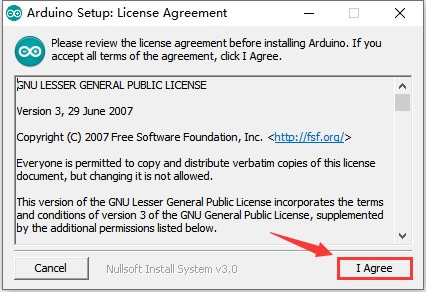 Arduino Setup: License Agreement
Please review the license agreement before installing Arduino. If you
accept all terms of the agreement, click I Agree.
GNU LESSER GENERAL PUBLIC LICENSE
Version 3, 29 June 2007
Copyright (C) 2007 Free Software Foundation, Inc. <http://fsf.org/>
Everyone is permitted to copy and distribute verbatim copies of this license
document, but changing it is not allowed.
This version of the GNU Lesser General Public License incorporates the terms
and conditions of version 3 of the GNU General Public License, supplemented
by the additional permissions listed below.
Cancel
Nullsoft Install System v3.0
I Agree